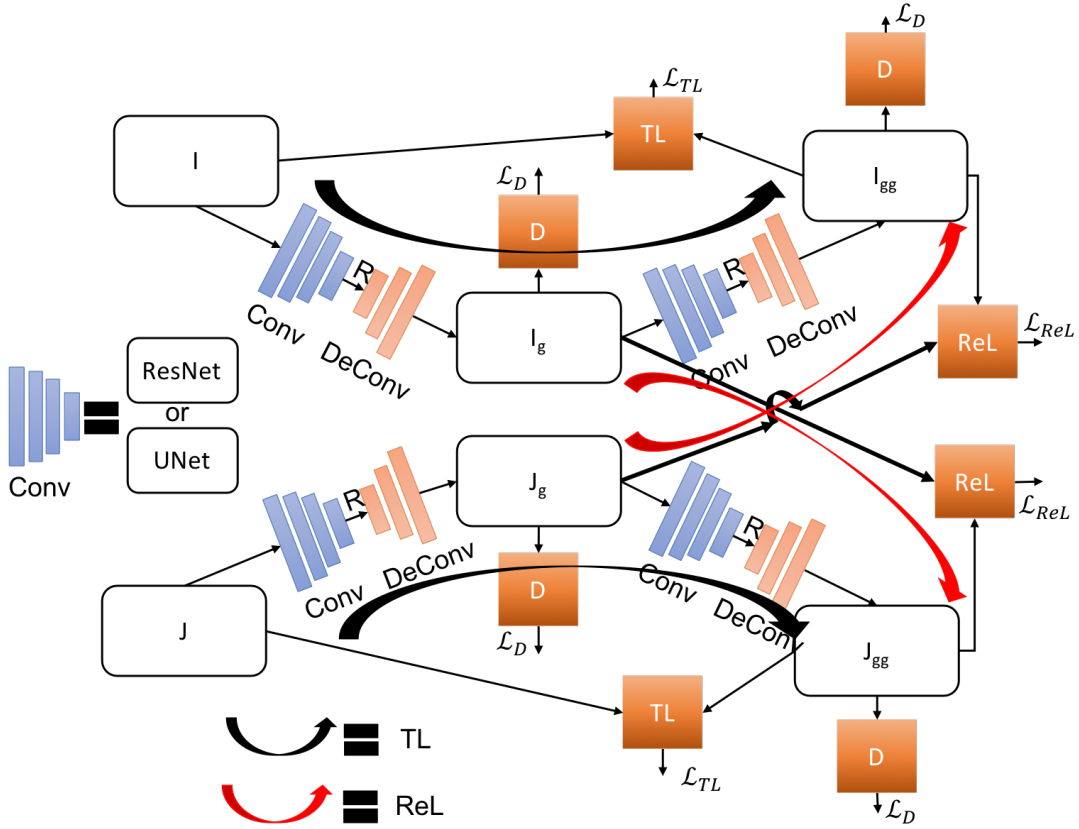 ℒ_D
D
ℒ_TL
TL
I
I_gg
ℒ_D
D
R
Conv
DeConv
I_g
R
Conv
DeConv
ReL
ℒ_ReL
ResNet
or
UNet
Conv
R
Conv
DeConv
J_g
R
Conv
DeConv
ReL
ℒ_ReL
D
ℒ_D
J
J_gg
TL
ℒ_TL
D
ℒ_D
TL
ReL